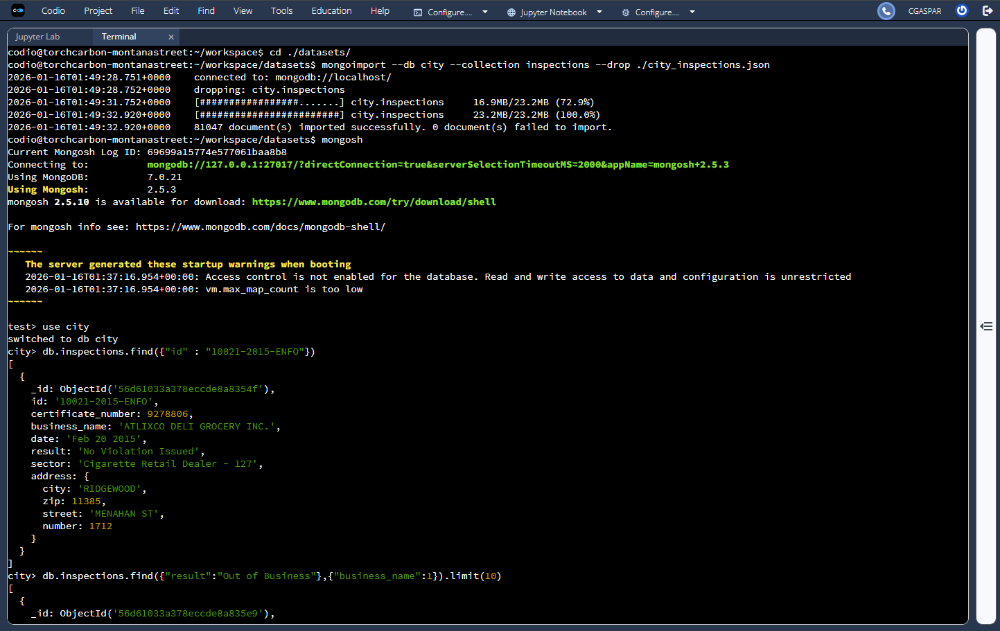 Codio Project File Edit Find View Tools Education Help Configure.... Jupyter Notebook Configure.... CGASPAR
Jupyter Lab Terminal ×
codio@torchcarbon-montanastreet:~/workspace$ cd ./datasets/
codio@torchcarbon-montanastreet:~/workspace/datasets$ mongoimport --db city --collection inspections --drop ./city_inspections.json
2026-01-16T01:49:28.751+0000    connected to: mongodb://localhost/
2026-01-16T01:49:28.752+0000    dropping: city.inspections
2026-01-16T01:49:31.752+0000    [#################.......] city.inspections     16.9MB/23.2MB (72.9%)
2026-01-16T01:49:32.920+0000    [########################] city.inspections     23.2MB/23.2MB (100.0%)
2026-01-16T01:49:32.920+0000    81047 document(s) imported successfully. 0 document(s) failed to import.
codio@torchcarbon-montanastreet:~/workspace/datasets$ mongosh
Current Mongosh Log ID: 69699a15774e577061baa8b8
Connecting to:          mongodb://127.0.0.1:27017/?directConnection=true&serverSelectionTimeoutMS=2000&appName=mongosh+2.5.3
Using MongoDB:          7.0.21
Using Mongosh:          2.5.3
mongosh 2.5.10 is available for download: https://www.mongodb.com/try/download/shell
For mongosh info see: https://www.mongodb.com/docs/mongodb-shell/
------
   The server generated these startup warnings when booting
   2026-01-16T01:37:16.954+00:00: Access control is not enabled for the database. Read and write access to data and configuration is unrestricted
   2026-01-16T01:37:16.954+00:00: vm.max_map_count is too low
------
test> use city
switched to db city
city> db.inspections.find({"id" : "10021-2015-ENFO"})
[
  {
    _id: ObjectId('56d61033a378eccde8a8354f'),
    id: '10021-2015-ENFO',
    certificate_number: 9278806,
    business_name: 'ATLIXCO DELI GROCERY INC.',
    date: 'Feb 20 2015',
    result: 'No Violation Issued',
    sector: 'Cigarette Retail Dealer - 127',
    address: {
      city: 'RIDGEWOOD',
      zip: 11385,
      street: 'MENAHAN ST',
      number: 1712
    }
  }
]
city> db.inspections.find({"result":"Out of Business"},{"business_name":1}).limit(10)
[
  {
    _id: ObjectId('56d61033a378eccde8a835e9'),